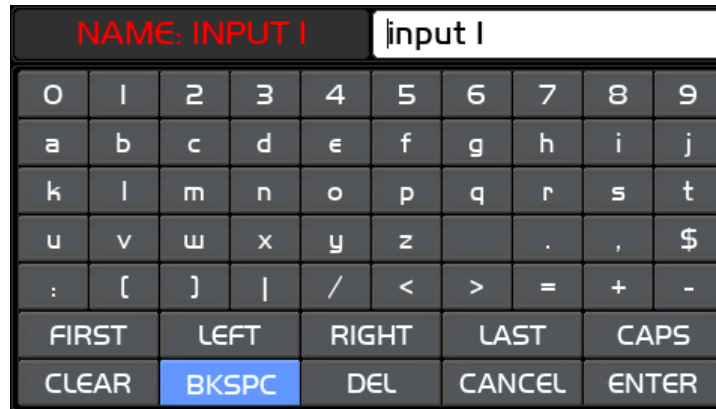 NAME: INPUT 1 input 1
0 1 2 3 4 5 6 7 8 9
a b c d e f g h i j
k l m n o p q r s t
u v w x y z . , $
: [ ] | / < > = + -
FIRST LEFT RIGHT LAST CAPS
CLEAR BKSPC DEL CANCEL ENTER